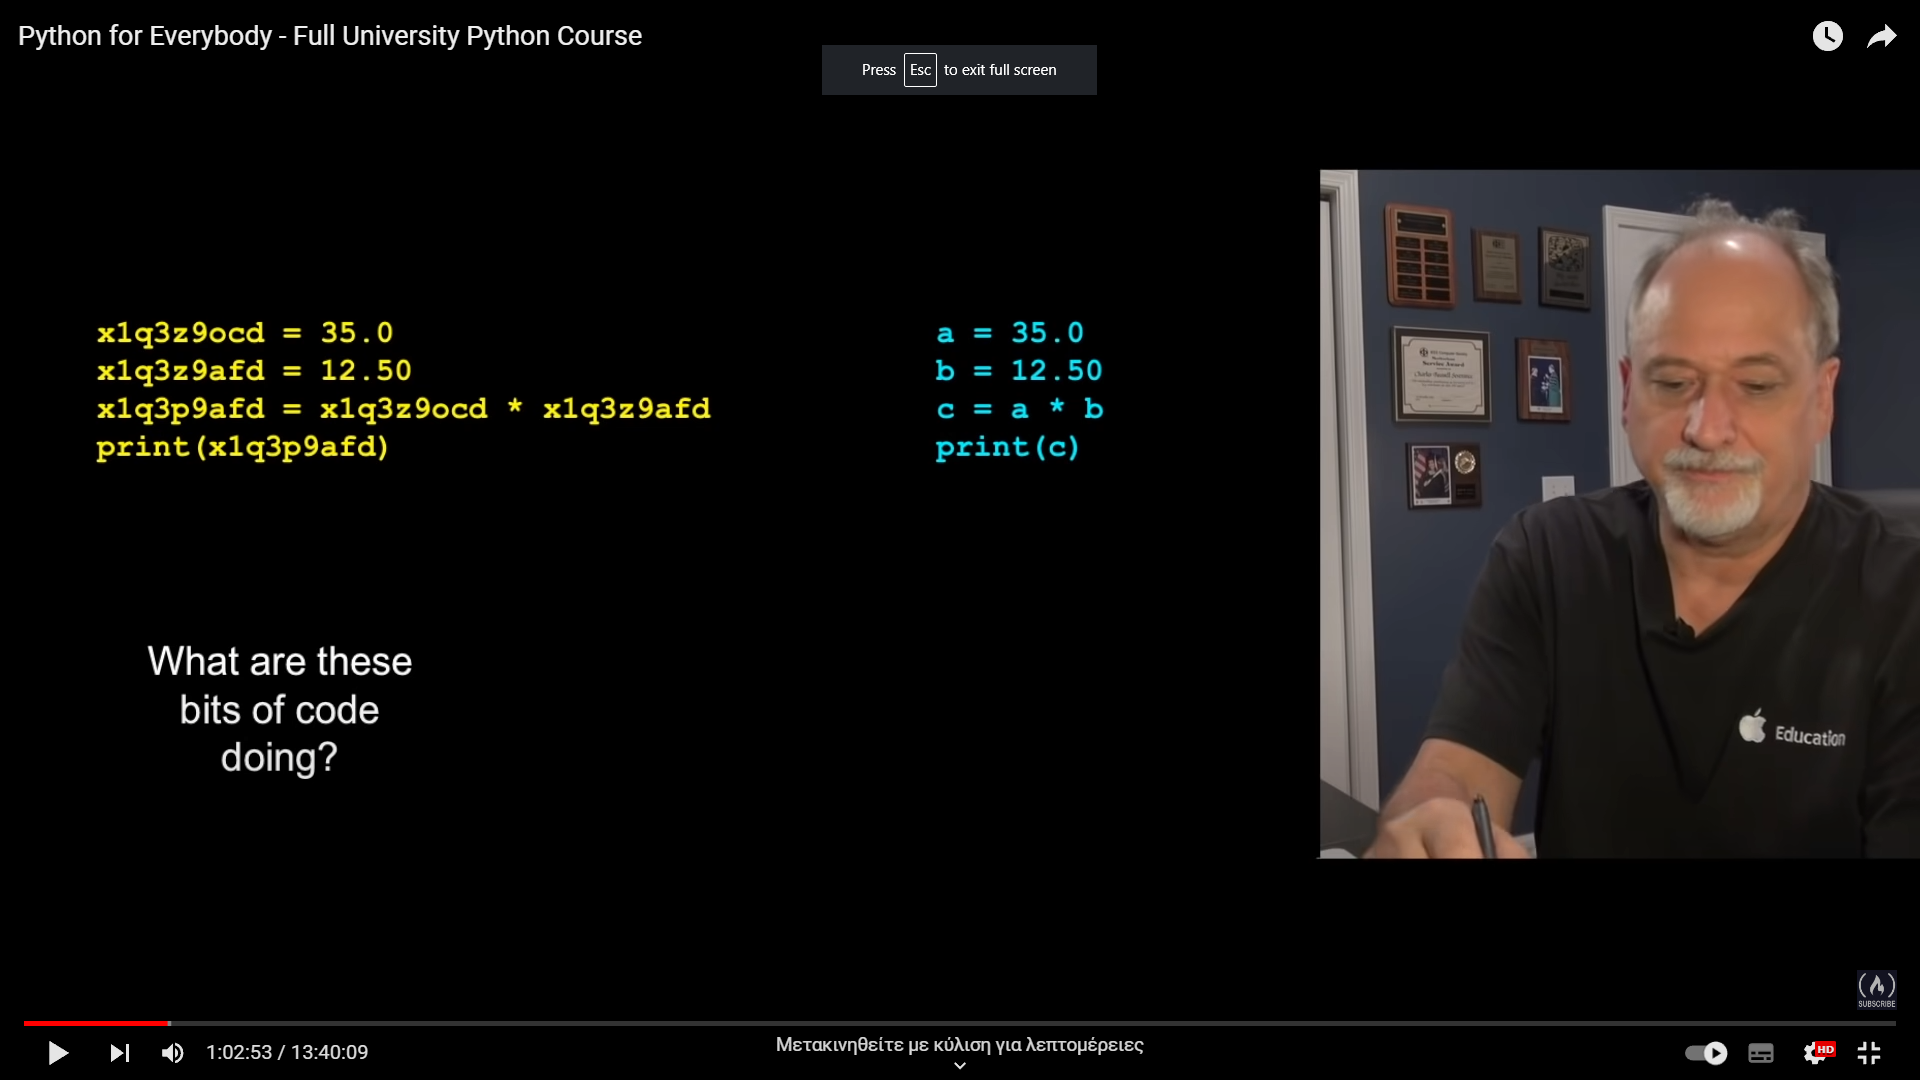 Python for Everybody - Full University Python Course
Press Esc to exit full screen
x1q3z9ocd = 35.0
x1q3z9afd = 12.50
x1q3p9afd = x1q3z9ocd * x1q3z9afd
print(x1q3p9afd)
a = 35.0
b = 12.50
c = a * b
print(c)
What are these
bits of code
doing?
Service Award
Education
SUBSCRIBE
1:02:53 / 13:40:09
Μετακινηθείτε με κύλιση για λεπτομέρειες
HD